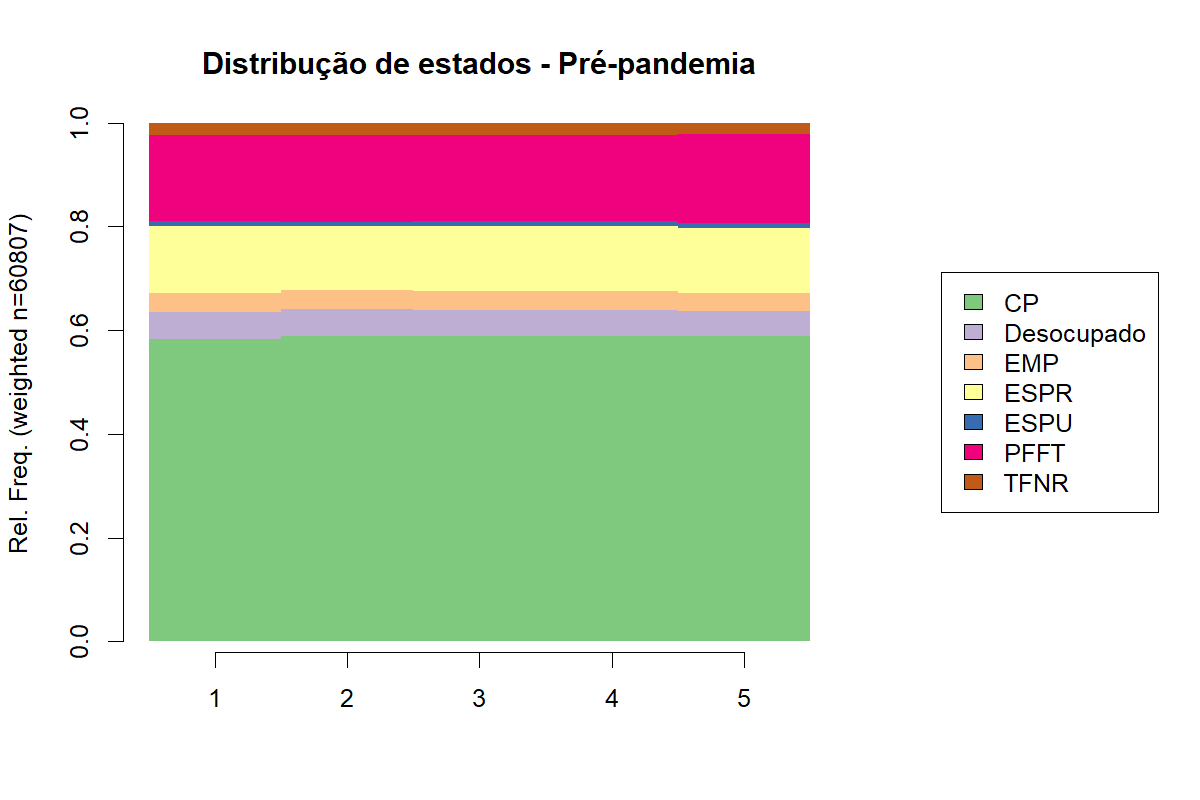 Distribução de estados - Pré-pandemia
Rel. Freq. (weighted n=60807)
1.0
0.8
0.6
0.4
0.2
0.0
1 2 3 4 5
CP
Desocupado
EMP
ESPR
ESPU
PFFT
TFNR